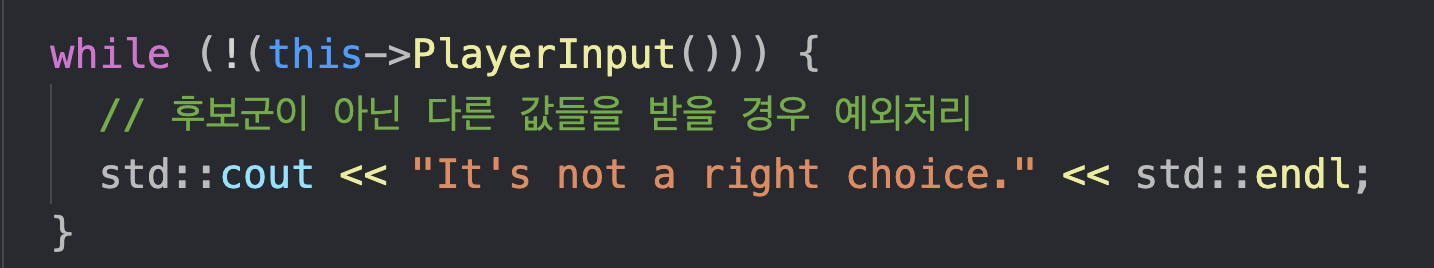 while (!(this->PlayerInput())) {
// 후보군이 아닌 다른 값들을 받을 경우 예외처리
std::cout << "It's not a right choice." << std::endl;
}